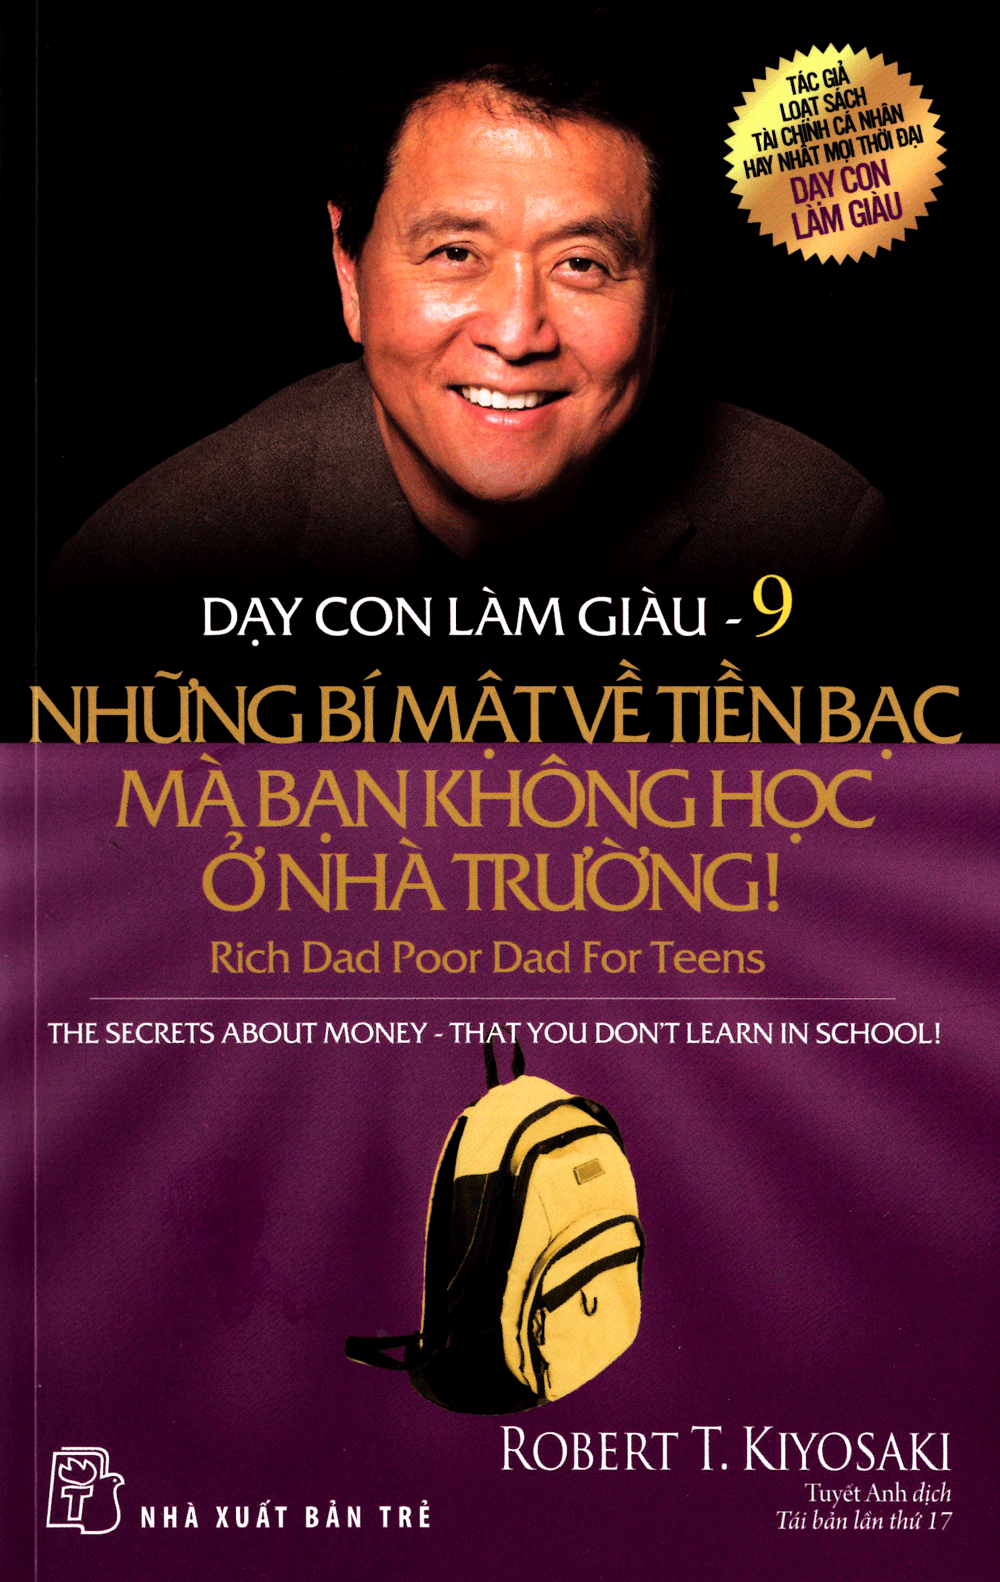 TÁC GIẢ
LOẠT SÁCH
TÀI CHÍNH CÁ NHÂN
HAY NHẤT MỌI THỜI ĐẠI
DẠY CON
LÀM GIÀU
DẠY CON LÀM GIÀU - 9
NHỮNG BÍ MẬT VỀ TIỀN BẠC
MÀ BẠN KHÔNG HỌC
Ở NHÀ TRƯỜNG!
Rich Dad Poor Dad For Teens
THE SECRETS ABOUT MONEY - THAT YOU DON'T LEARN IN SCHOOL!
ROBERT T. KIYOSAKI
Tuyết Anh dịch
Tái bản lần thứ 17
T
NHÀ XUẤT BẢN TRẺ